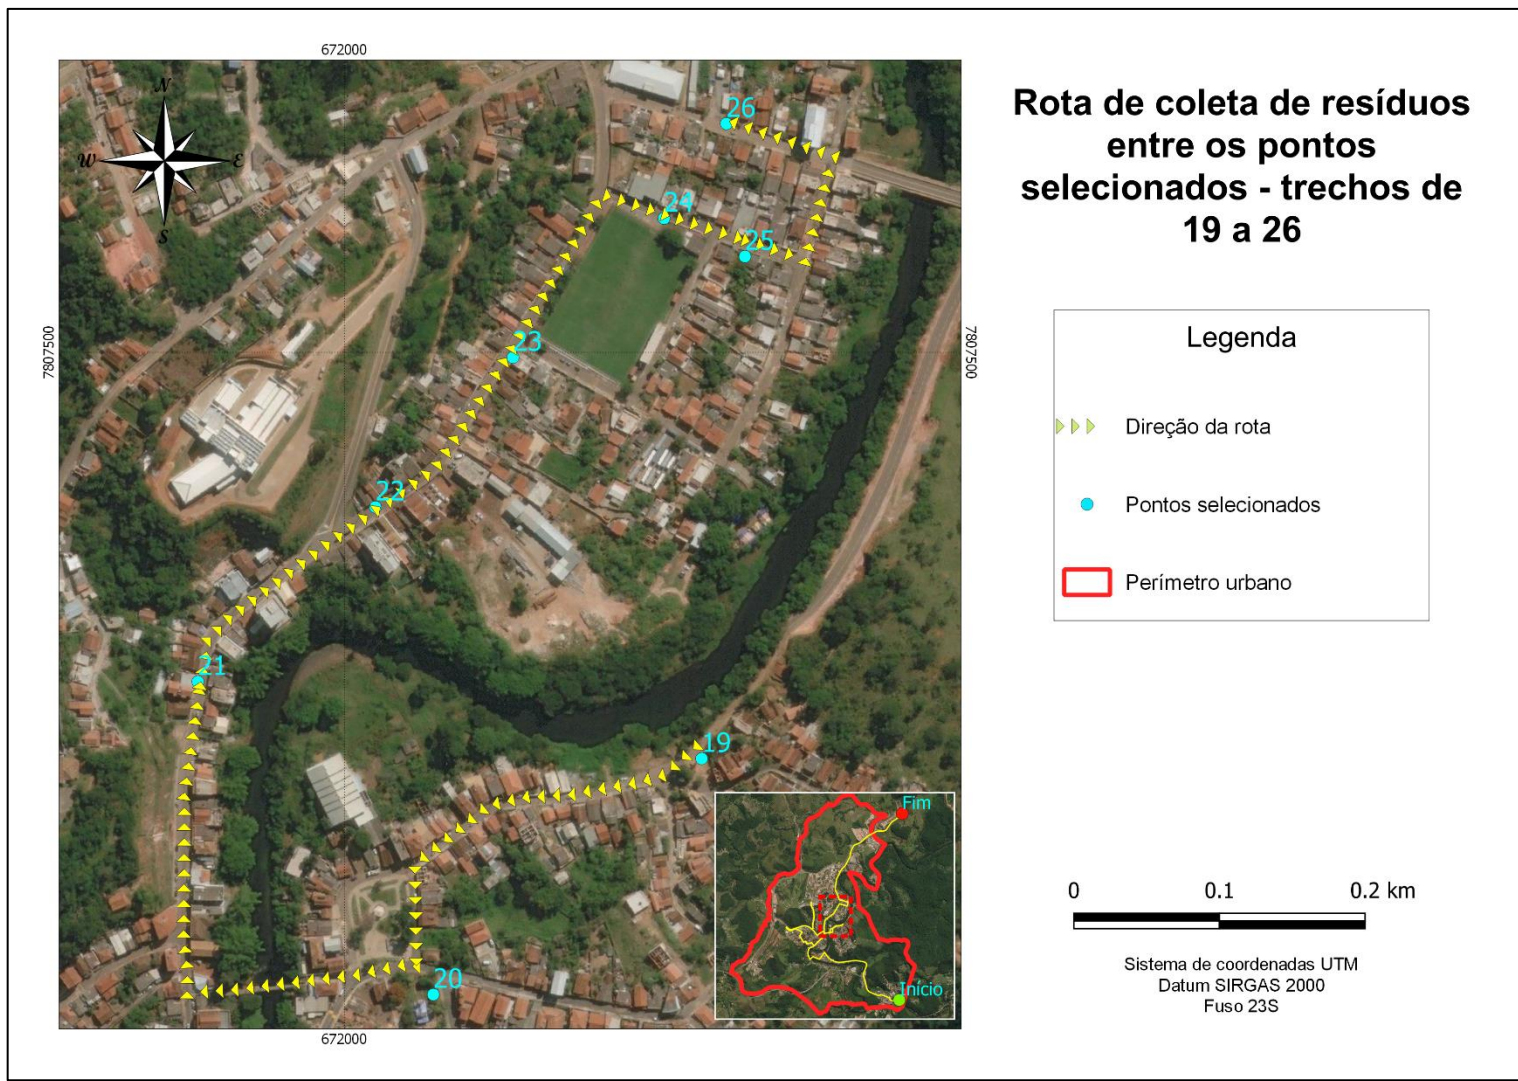 672000
Rota de coleta de resíduos
entre os pontos
selecionados - trechos de
19 a 26
N
W
E
S
26
24
25
7807500
7807500
23
22
21
19
20
Legenda
Direção da rota
Pontos selecionados
Perímetro urbano
Fim
Início
0 0.1 0.2 km
Sistema de coordenadas UTM
Datum SIRGAS 2000
Fuso 23S
672000